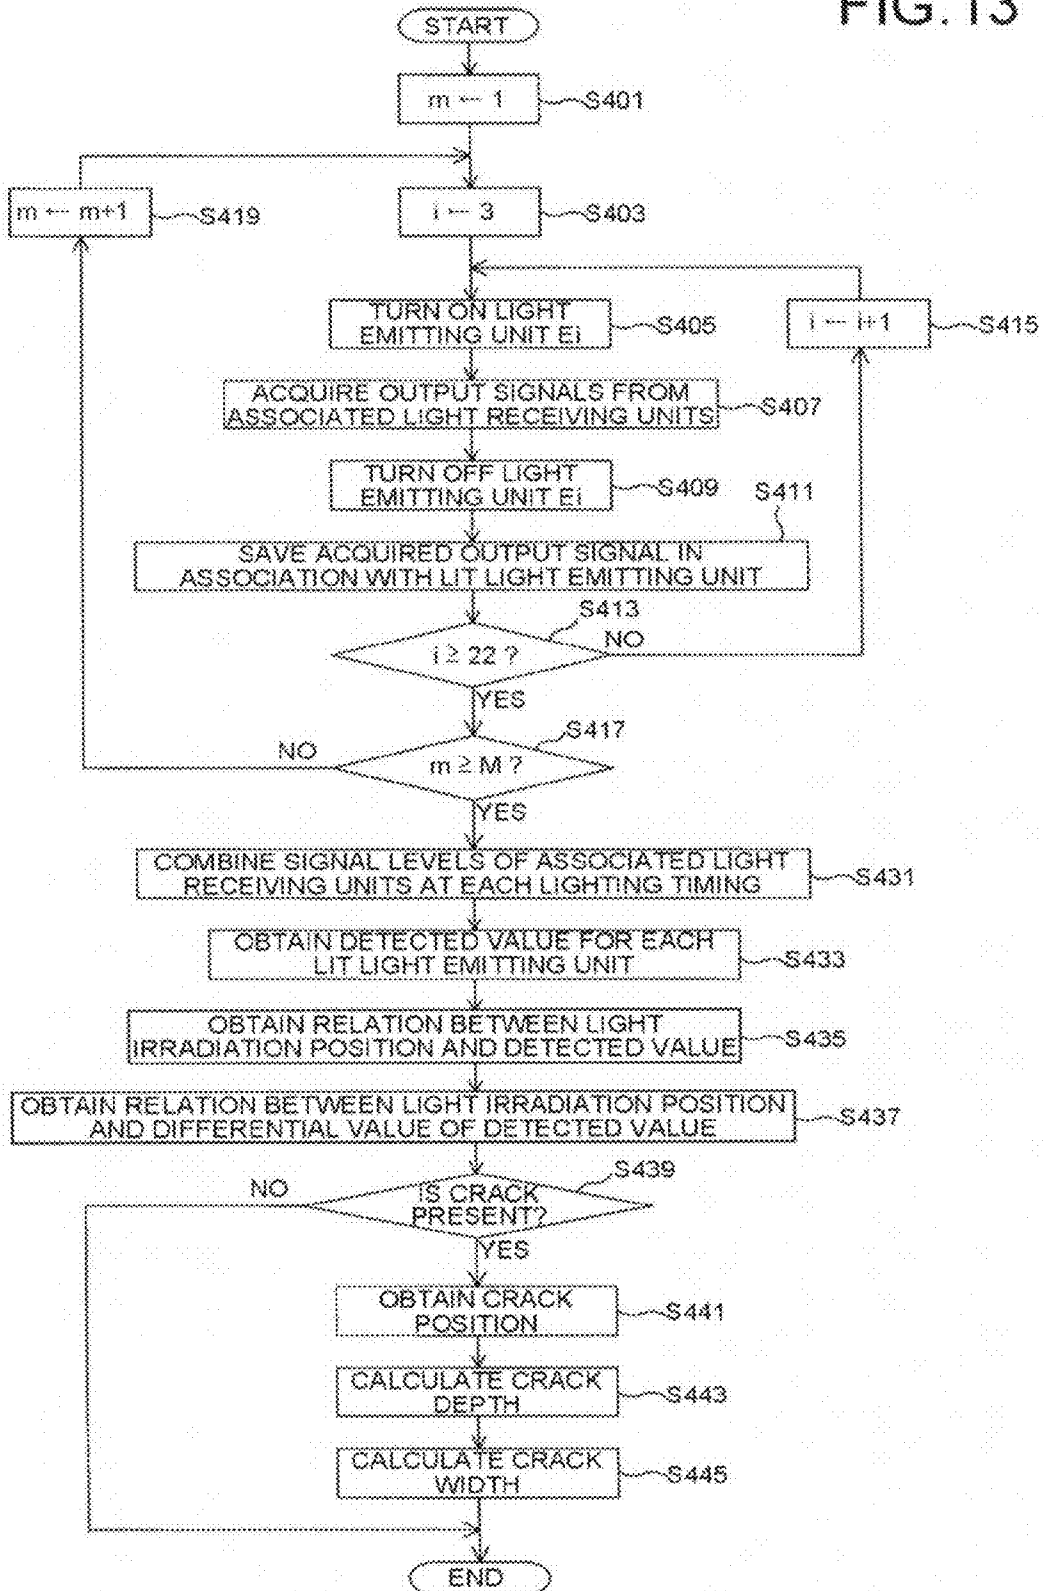 FIG.13
START
m ← 1
S401
m ← m+1
S419
i ← 3
S403
TURN ON LIGHT
EMITTING UNIT Ei
S405
i ← i+1
S415
ACQUIRE OUTPUT SIGNALS FROM
ASSOCIATED LIGHT RECEIVING UNITS
S407
TURN OFF LIGHT
EMITTING UNIT Ei
S409
S411
SAVE ACQUIRED OUTPUT SIGNAL IN
ASSOCIATION WITH LIT LIGHT EMITTING UNIT
S413
i ≥ 22 ?
NO
YES
S417
NO
m ≥ M ?
YES
COMBINE SIGNAL LEVELS OF ASSOCIATED LIGHT
RECEIVING UNITS AT EACH LIGHTING TIMING
S431
OBTAIN DETECTED VALUE FOR EACH
LIT LIGHT EMITTING UNIT
S433
OBTAIN RELATION BETWEEN LIGHT
IRRADIATION POSITION AND DETECTED VALUE
S435
OBTAIN RELATION BETWEEN LIGHT IRRADIATION POSITION
AND DIFFERENTIAL VALUE OF DETECTED VALUE
S437
S439
NO
IS CRACK
PRESENT?
YES
OBTAIN CRACK
POSITION
S441
CALCULATE CRACK
DEPTH
S443
CALCULATE CRACK
WIDTH
S445
END